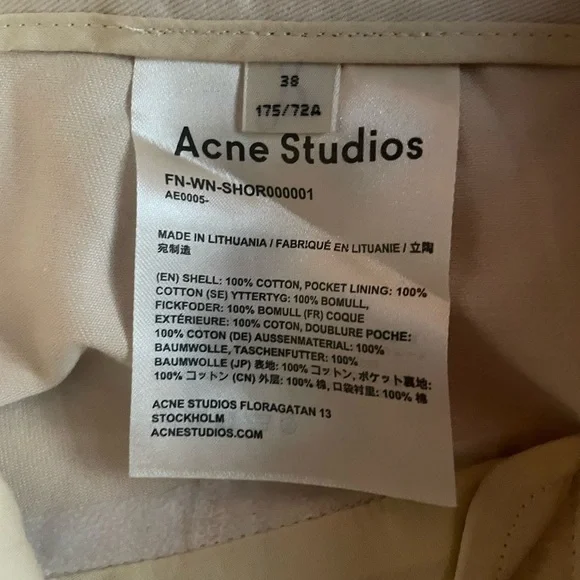 38
175/72A
Acne Studios
FN-WN-SHOR000001
AE0005-
MADE IN LITHUANIA / FABRIQUÉ EN LITUANIE / 立陶
宛制造
(EN) SHELL: 100% COTTON, POCKET LINING: 100%
COTTON (SE) YTTERTYG: 100% BOMULL,
FICKFODER: 100% BOMULL (FR) COQUE
EXTÉRIEURE: 100% COTON, DOUBLURE POCHE:
100% COTON (DE) AUSSENMATERIAL: 100%
BAUMWOLLE, TASCHENFUTTER: 100%
BAUMWOLLE (JP) 表地: 100% コットン, ポケット裏地:
100% コットン (CN) 外层: 100% 棉, 口袋衬里: 100% 棉
ACNE STUDIOS FLORAGATAN 13
STOCKHOLM
ACNESTUDIOS.COM